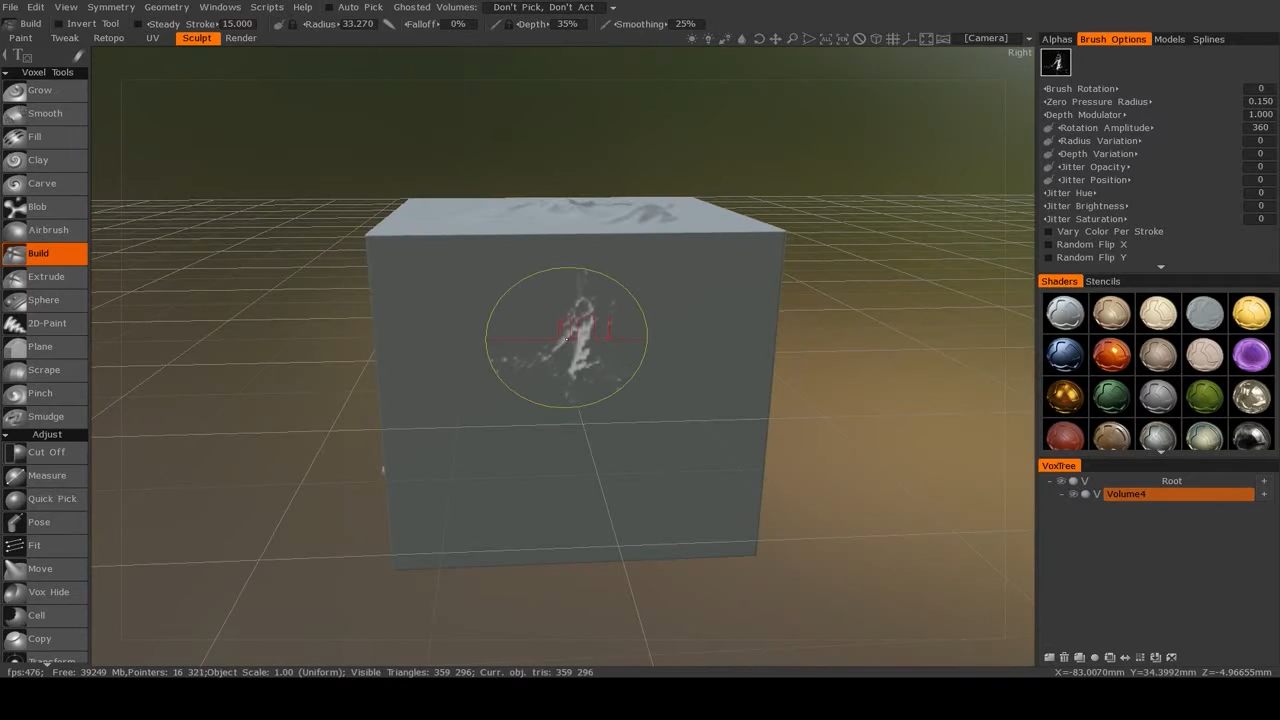 File Edit View Symmetry Geometry Windows Scripts Help Auto Pick Ghosted Volumes: Don't Pick, Don't Act
Build Invert Tool Steady Stroke 15.000 Radius 33.270 Falloff 0% Depth 35% Smoothing 25%
Paint Tweak Retopo UV Sculpt Render [Camera]
Right
Voxel Tools
Grow
Smooth
Fill
Clay
Carve
Blob
Airbrush
Build
Extrude
Sphere
2D-Paint
Plane
Scrape
Pinch
Smudge
Adjust
Cut Off
Measure
Quick Pick
Pose
Fit
Move
Vox Hide
Cell
Copy
Transform
Alphas Brush Options Models Splines
Brush Rotation 0
Zero Pressure Radius 0.150
Depth Modulator 1.000
Rotation Amplitude 360
Radius Variation 0
Depth Variation 0
Jitter Opacity 0
Jitter Position 0
Jitter Hue 0
Jitter Brightness 0
Jitter Saturation 0
Vary Color Per Stroke
Random Flip X
Random Flip Y
Shaders Stencils
VoxTree
V Root
V Volume4
fps:476; Free: 39249 Mb,Pointers: 16 321;Object Scale: 1.00 (Uniform); Visible Triangles: 359 296; Curr. obj. tris: 359 296
X=-83.0070mm Y=34.3992mm Z=-4.96655mm